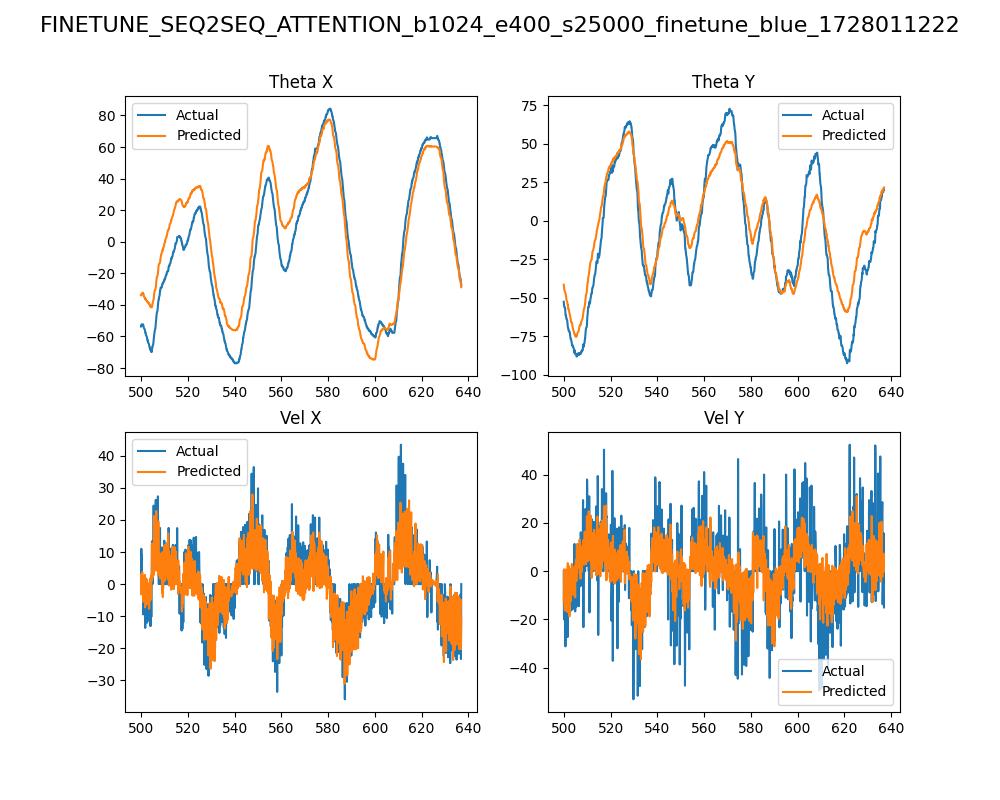 FINETUNE_SEQ2SEQ_ATTENTION_b1024_e400_s25000_finetune_blue_1728011222
Theta X
80
60
40
20
0
−20
−40
−60
−80
Actual
Predicted
500 520 540 560 580 600 620 640
Theta Y
75
50
25
0
−25
−50
−75
−100
Actual
Predicted
500 520 540 560 580 600 620 640
Vel X
40
30
20
10
0
−10
−20
−30
Actual
Predicted
500 520 540 560 580 600 620 640
Vel Y
40
20
0
−20
−40
Actual
Predicted
500 520 540 560 580 600 620 640